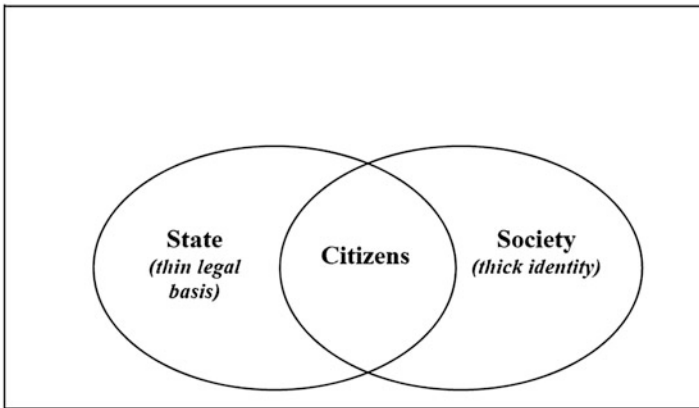 State
(thin legal
basis)
Citizens
Society
(thick identity)